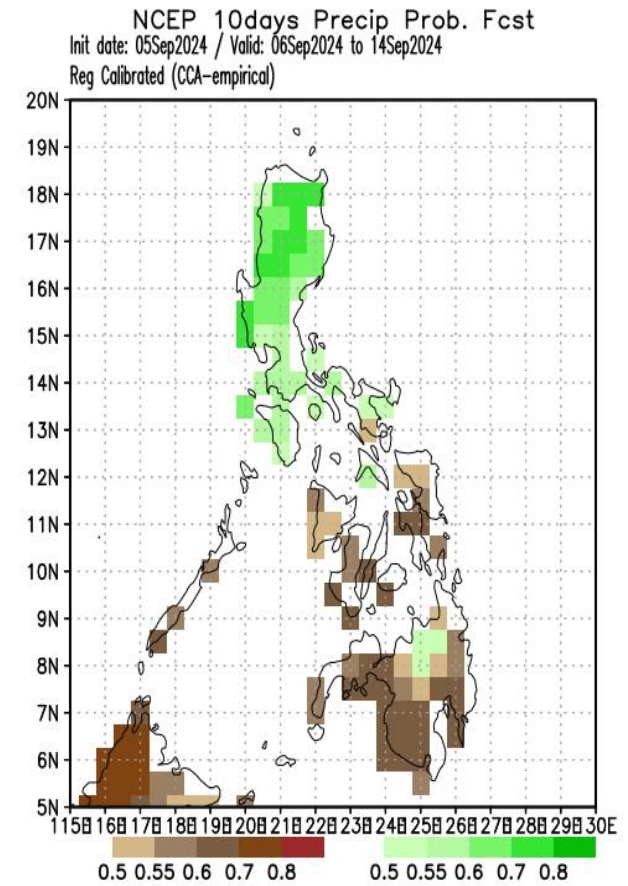 NCEP 10days Precip Prob. Fcst
Init date: 05Sep2024 / Valid: 06Sep2024 to 14Sep2024
Reg Calibrated (CCA-empirical)
20N
19N
18N
17N
16N
15N
14N
13N
12N
11N
10N
9N
8N
7N
6N
5N
115E 116E 117E 118E 119E 120E 121E 122E 123E 124E 125E 126E 127E 128E 129E 130E
0.5 0.55 0.6 0.7 0.8 0.5 0.55 0.6 0.7 0.8